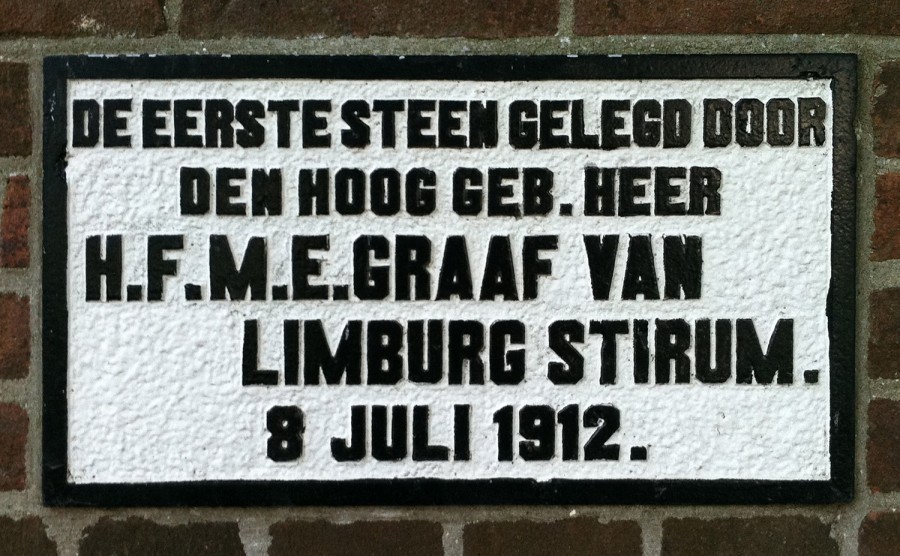 DE EERSTE STEEN GELEGD DOOR
DEN HOOG GEB. HEER
H.F.M.E. GRAAF VAN
LIMBURG STIRUM.
8 JULI 1912.